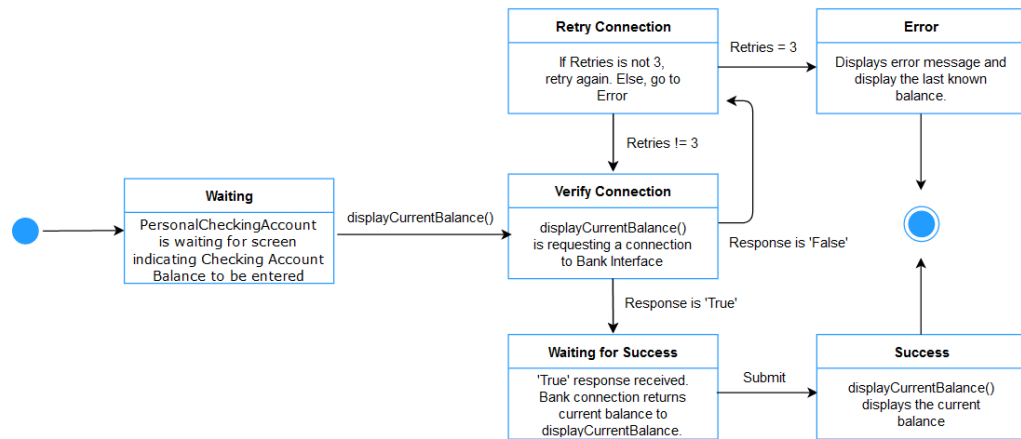 Retry Connection
If Retries is not 3,
retry again. Else, go to
Error
Retries = 3
Error
Displays error message and
display the last known
balance.
Retries != 3
Waiting
PersonalCheckingAccount
is waiting for screen
indicating Checking Account
Balance to be entered
displayCurrentBalance()
Verify Connection
displayCurrentBalance()
is requesting a connection
to Bank Interface
Response is 'False'
Response is 'True'
Waiting for Success
'True' response received.
Bank connection returns
current balance to
displayCurrentBalance.
Submit
Success
displayCurrentBalance()
displays the current
balance